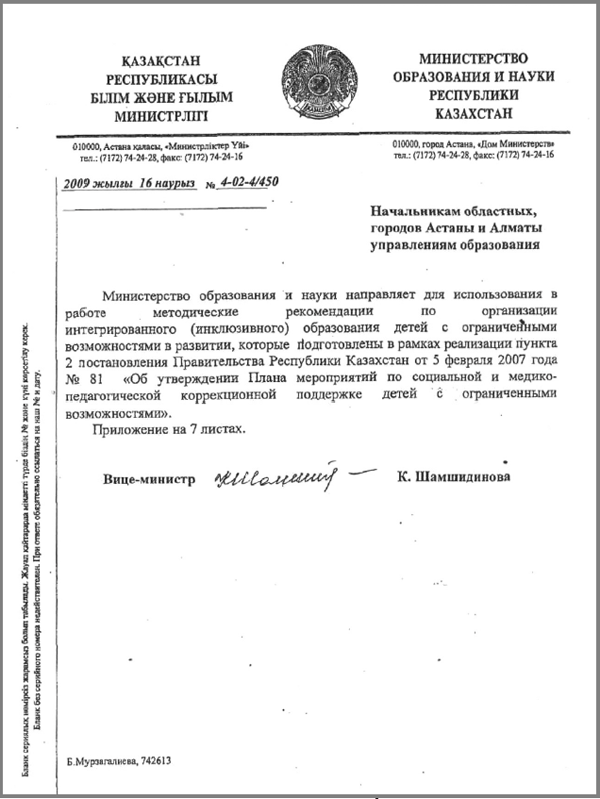 ҚАЗАҚСТАН
РЕСПУБЛИКАСЫ
БІЛІМ ЖӘНЕ ҒЫЛЫМ
МИНИСТРЛІГІ
МИНИСТЕРСТВО
ОБРАЗОВАНИЯ И НАУКИ
РЕСПУБЛИКИ
КАЗАХСТАН
010000, Астана қаласы, «Министрліктер Үйі»
тел.: (7172) 74-24-28, факс: (7172) 74-24-16
010000, город Астана, «Дом Министерств»
тел.: (7172) 74-24-28, факс: (7172) 74-24-16
2009 жылғы 16 наурыз № 4-02-4/450
Начальникам областных,
городов Астаны и Алматы
управлениям образования
Министерство образования и науки направляет для использования в
работе методические рекомендации по организации
интегрированного (инклюзивного) образования детей с ограниченными
возможностями в развитии, которые подготовлены в рамках реализации пункта
2 постановления Правительства Республики Казахстан от 5 февраля 2007 года
№ 81 «Об утверждении Плана мероприятий по социальной и медико-
педагогической коррекционной поддержке детей с ограниченными
возможностями».
Приложение на 7 листах.
Вице-министр К. Шамшидинова
Бланк сериялық нөмірсіз жарамсыз болып табылады. Жауап қайтарарда міндетті түрде біздің № және күні көрсетілу керек.
Бланк без серийного номера недействителен. При ответе обязательно ссылаться на наш № и дату.
Б.Мурзагалиева, 742613